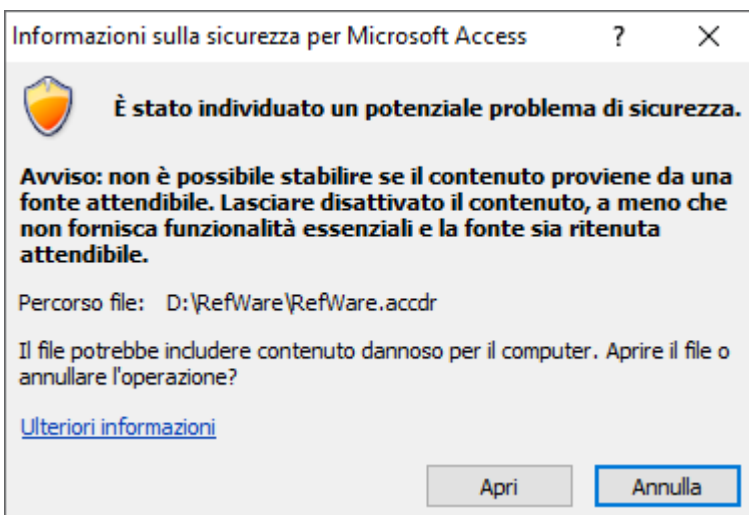 Informazioni sulla sicurezza per Microsoft Access ?
È stato individuato un potenziale problema di sicurezza.
Avviso: non è possibile stabilire se il contenuto proviene da una
fonte attendibile. Lasciare disattivato il contenuto, a meno che
non fornisca funzionalità essenziali e la fonte sia ritenuta
attendibile.
Percorso file: D:\RefWare\RefWare.accdr
Il file potrebbe includere contenuto dannoso per il computer. Aprire il file o
annullare l'operazione?
Ulteriori informazioni
Apri Annulla